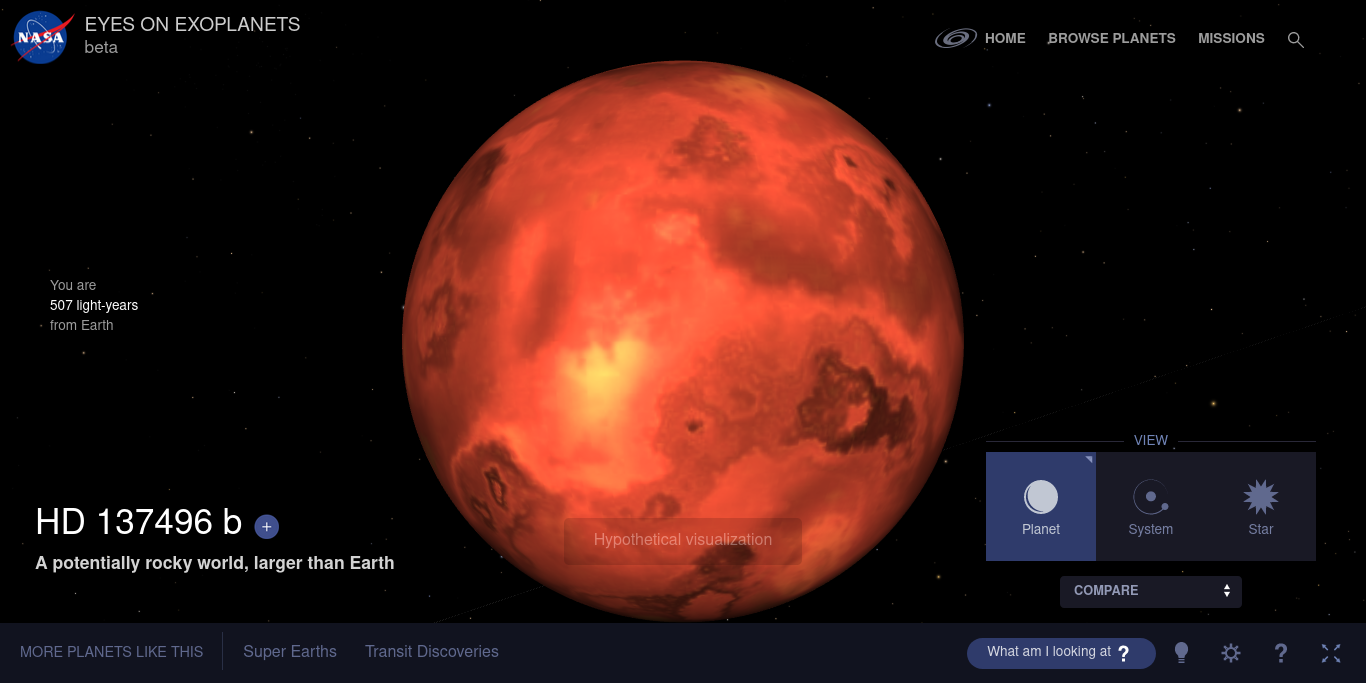 NASA
EYES ON EXOPLANETS
beta
HOME
BROWSE PLANETS
MISSIONS
You are
507 light-years
from Earth
VIEW
Planet
System
Star
HD 137496 b +
A potentially rocky world, larger than Earth
Hypothetical visualization
COMPARE
MORE PLANETS LIKE THIS
Super Earths
Transit Discoveries
What am I looking at ?
?